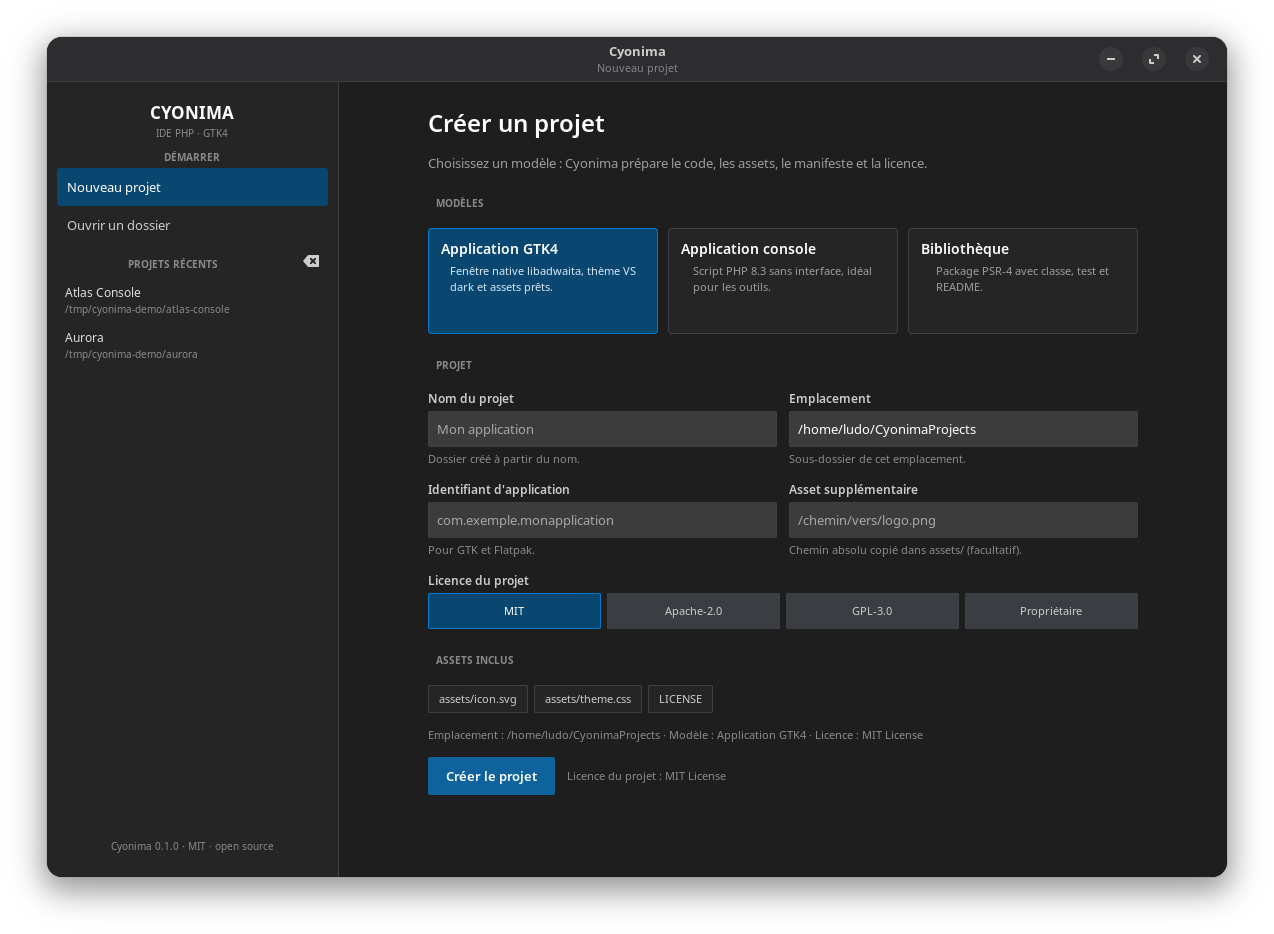 Cyonima
Nouveau projet
CYONIMA
IDE PHP · GTK4
DÉMARRER
Nouveau projet
Ouvrir un dossier
PROJETS RÉCENTS
Atlas Console
/tmp/cyonima-demo/atlas-console
Aurora
/tmp/cyonima-demo/aurora
Cyonima 0.1.0 · MIT · open source
Créer un projet
Choisissez un modèle : Cyonima prépare le code, les assets, le manifeste et la licence.
MODÈLES
Application GTK4
Fenêtre native libadwaita, thème VS
dark et assets prêts.
Application console
Script PHP 8.3 sans interface, idéal
pour les outils.
Bibliothèque
Package PSR-4 avec classe, test et
README.
PROJET
Nom du projet
Mon application
Dossier créé à partir du nom.
Emplacement
/home/ludo/CyonimaProjects
Sous-dossier de cet emplacement.
Identifiant d'application
com.exemple.monapplication
Pour GTK et Flatpak.
Asset supplémentaire
/chemin/vers/logo.png
Chemin absolu copié dans assets/ (facultatif).
Licence du projet
MIT
Apache-2.0
GPL-3.0
Propriétaire
ASSETS INCLUS
assets/icon.svg
assets/theme.css
LICENSE
Emplacement : /home/ludo/CyonimaProjects · Modèle : Application GTK4 · Licence : MIT License
Créer le projet
Licence du projet : MIT License